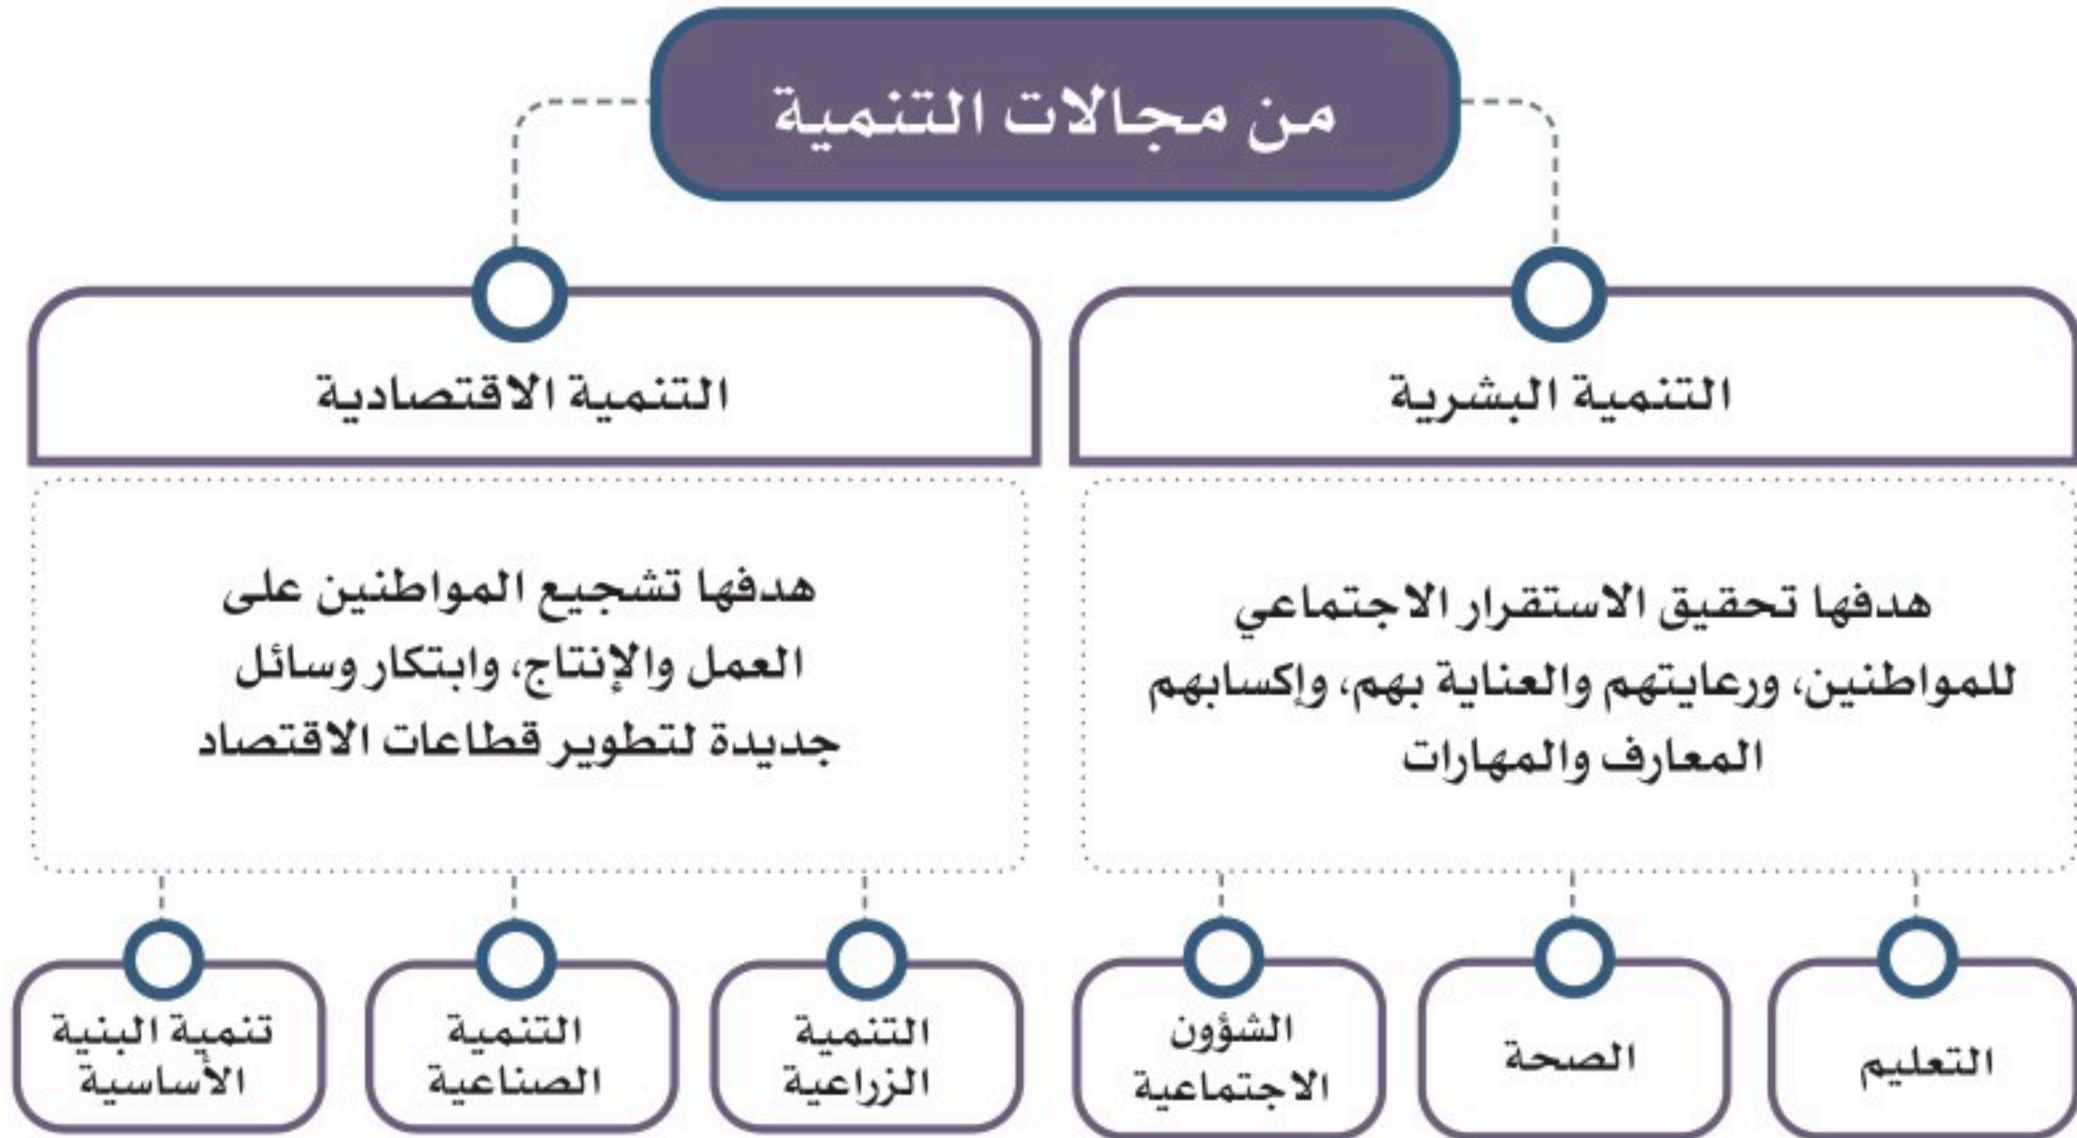 من مجالات التنمية
التنمية البشرية
هدفها تحقيق الاستقرار الاجتماعي
للمواطنين، ورعايتهم والعناية بهم، وإكسابهم
المعارف والمهارات
التعليم
الصحة
الشؤون
الاجتماعية
التنمية الاقتصادية
هدفها تشجيع المواطنين على
العمل والإنتاج، وابتكار وسائل
جديدة لتطوير قطاعات الاقتصاد
التنمية
الزراعية
التنمية
الصناعية
تنمية البنية
الأساسية